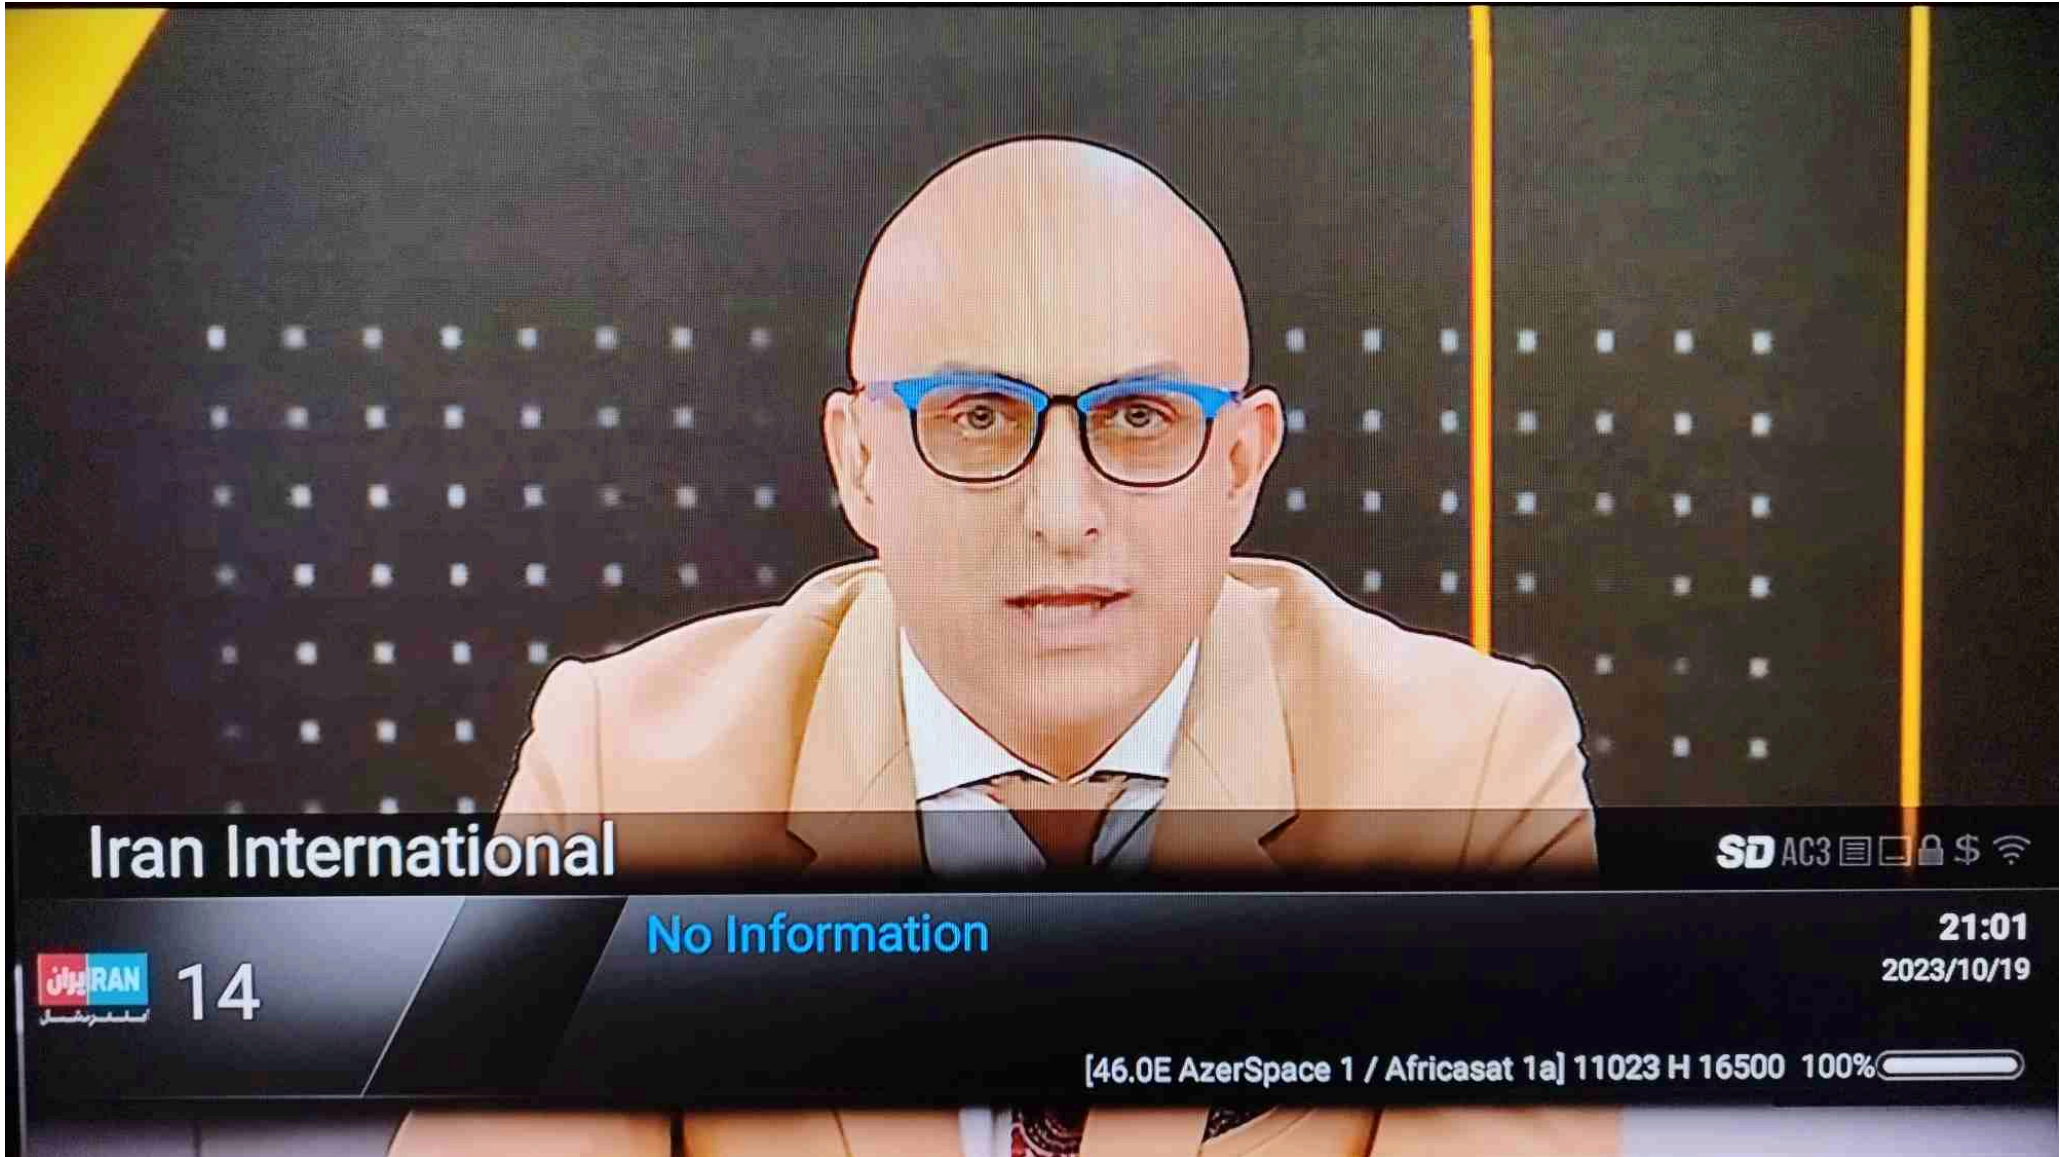 Iran International
SD AC3 $
No Information
21:01
2023/10/19
ایران IRAN
اینترنشنال
14
[46.0E AzerSpace 1 / Africasat 1a] 11023 H 16500 100%